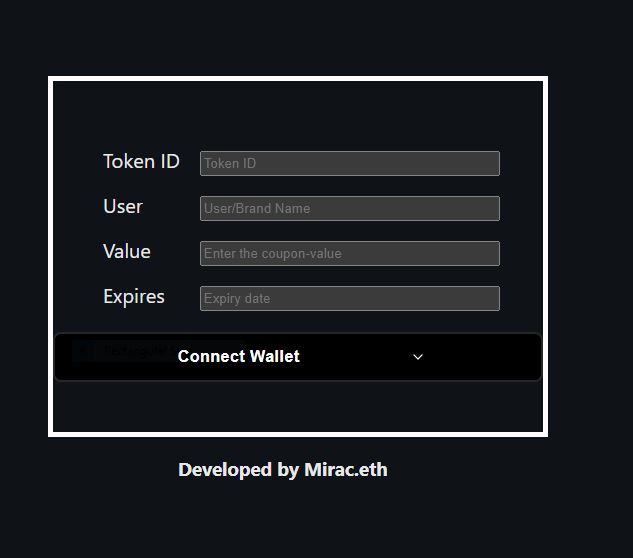 Token ID
Token ID
User
User/Brand Name
Value
Enter the coupon-value
Expires
Expiry date
Rectangular
Connect Wallet
Developed by Mirac.eth